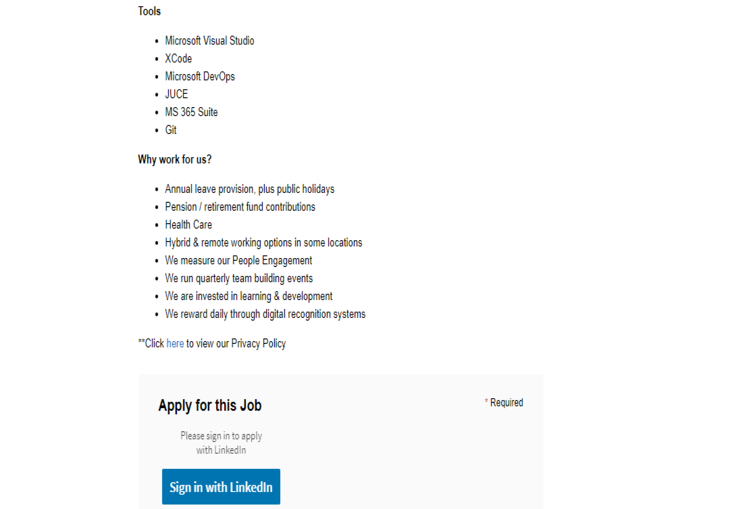 Tools
• Microsoft Visual Studio
• XCode
• Microsoft DevOps
• JUCE
• MS 365 Suite
• Git
Why work for us?
• Annual leave provision, plus public holidays
• Pension / retirement fund contributions
• Health Care
• Hybrid & remote working options in some locations
• We measure our People Engagement
• We run quarterly team building events
• We are invested in learning & development
• We reward daily through digital recognition systems
**Click here to view our Privacy Policy
Apply for this Job
* Required
Please sign in to apply
with LinkedIn
Sign in with LinkedIn